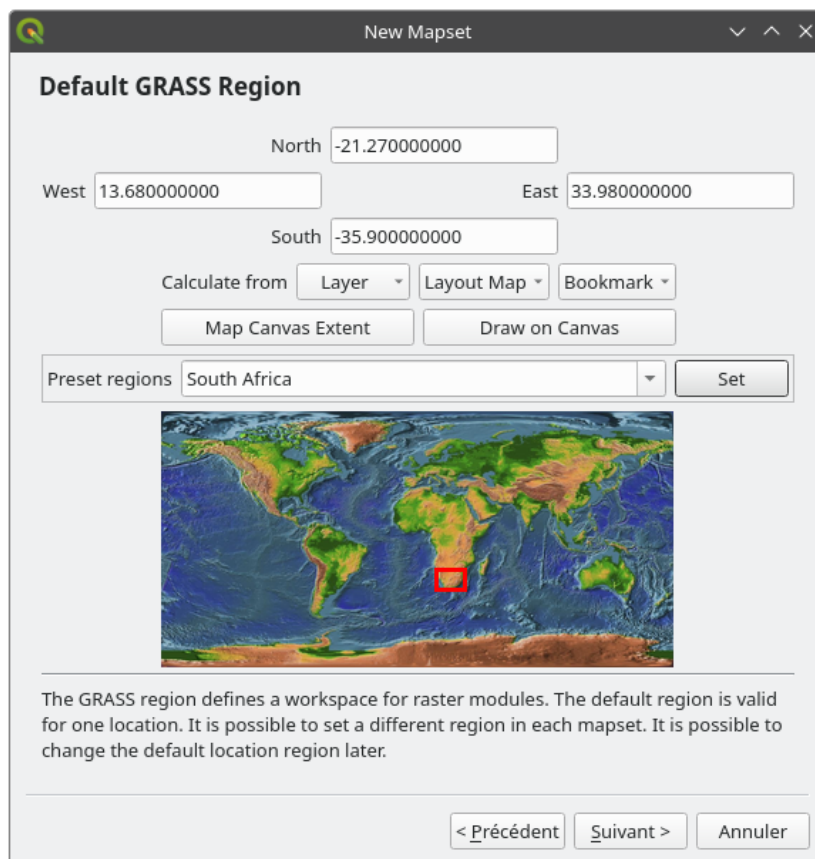 New Mapset
Default GRASS Region
North -21.270000000
West 13.680000000 East 33.980000000
South -35.900000000
Calculate from Layer Layout Map Bookmark
Map Canvas Extent Draw on Canvas
Preset regions South Africa Set
The GRASS region defines a workspace for raster modules. The default region is valid
for one location. It is possible to set a different region in each mapset. It is possible to
change the default location region later.
< Précédent Suivant > Annuler